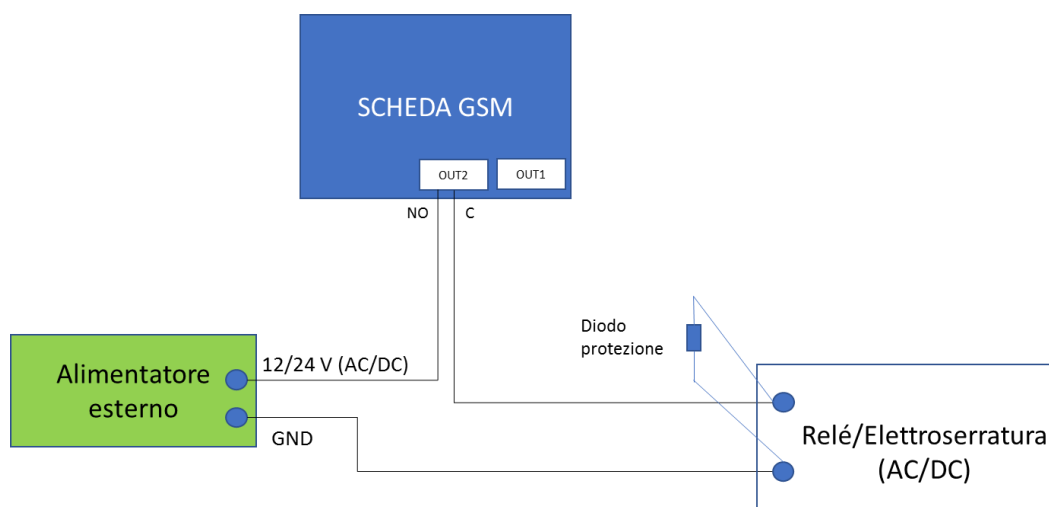 SCHEDA GSM
OUT2
OUT1
NO
C
Diodo
protezione
12/24 V (AC/DC)
Alimentatore
esterno
GND
Relé/Elettroserratura
(AC/DC)